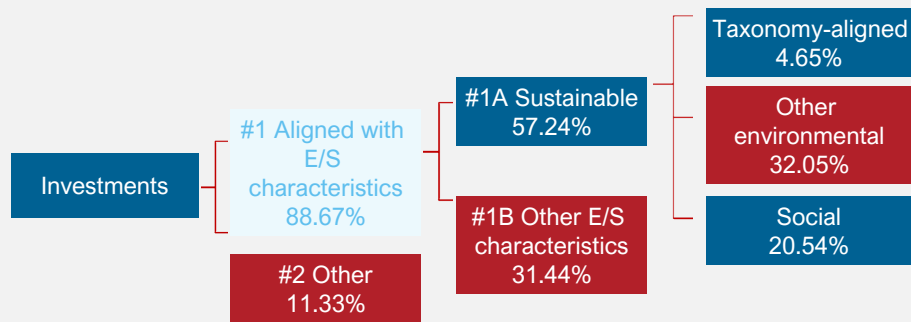 Investments
#1 Aligned with
E/S
characteristics
88.67%
#2 Other
11.33%
#1A Sustainable
57.24%
#1B Other E/S
characteristics
31.44%
Taxonomy-aligned
4.65%
Other
environmental
32.05%
Social
20.54%